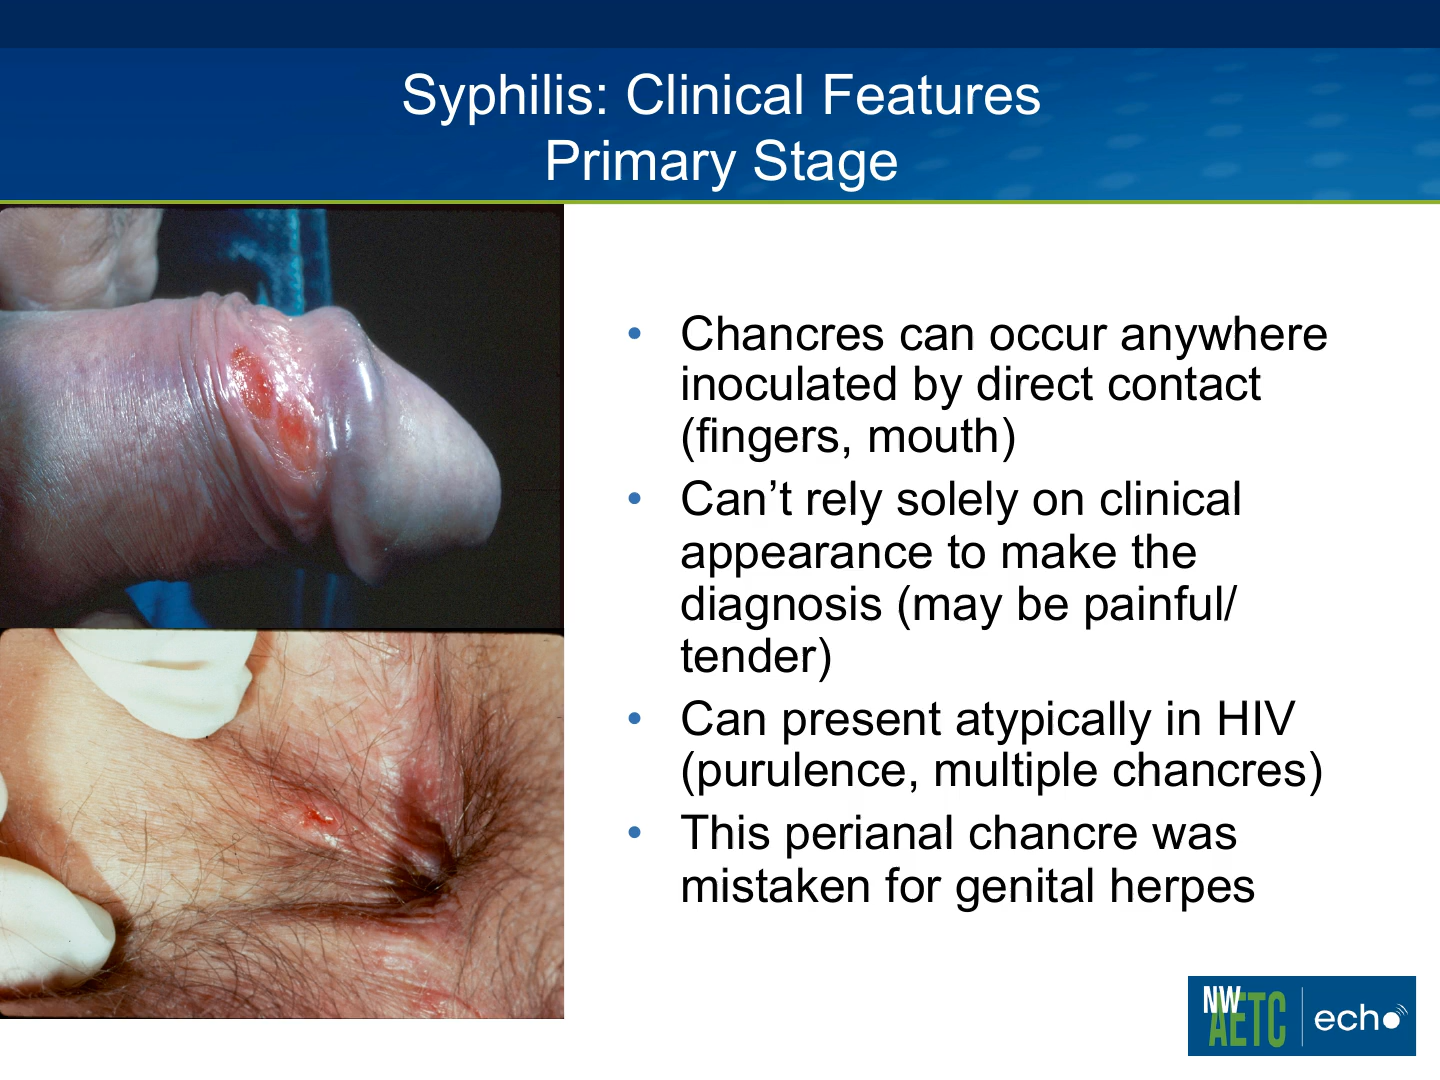 Syphilis: Clinical Features
Primary Stage
• Chancres can occur anywhere
inoculated by direct contact
(fingers, mouth)
• Can’t rely solely on clinical
appearance to make the
diagnosis (may be painful/
tender)
• Can present atypically in HIV
(purulence, multiple chancres)
• This perianal chancre was
mistaken for genital herpes
NW
AETC
echo